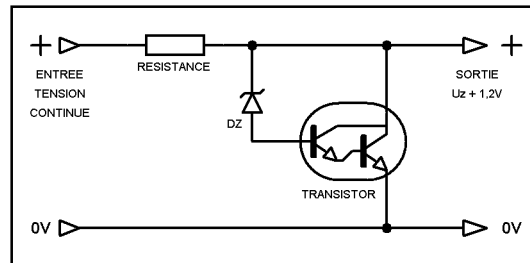 +
RESISTANCE
+
ENTREE
TENSION
CONTINUE
SORTIE
Uz + 1,2V
DZ
TRANSISTOR
0V
0V